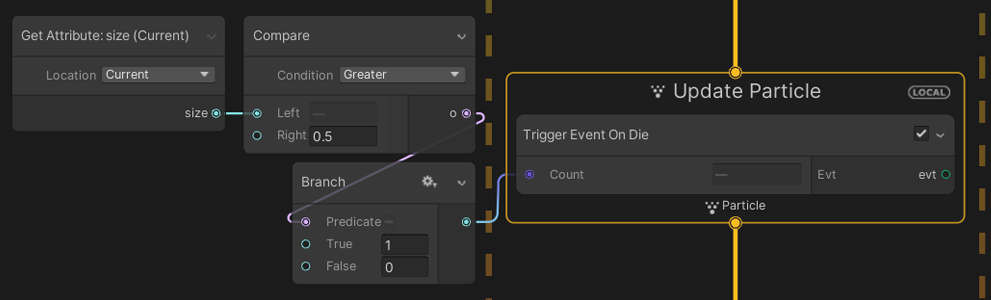 Get Attribute: size (Current)
Location Current
size
Compare
Condition Greater
Left
o
Right 0.5
Branch
Predicate
True 1
False 0
Update Particle
LOCAL
Trigger Event On Die
Count
Evt
evt
Particle